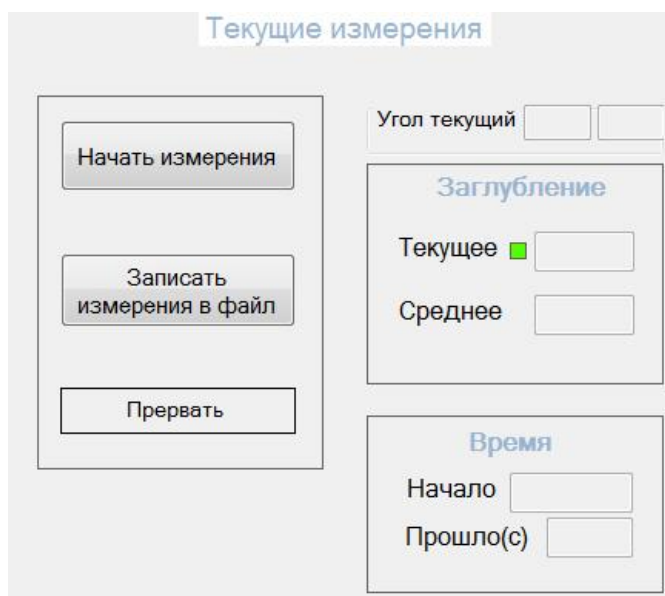 Текущие измерения
Начать измерения
Записать
измерения в файл
Прервать
Угол текущий
Заглубление
Текущее
Среднее
Время
Начало
Прошло(с)